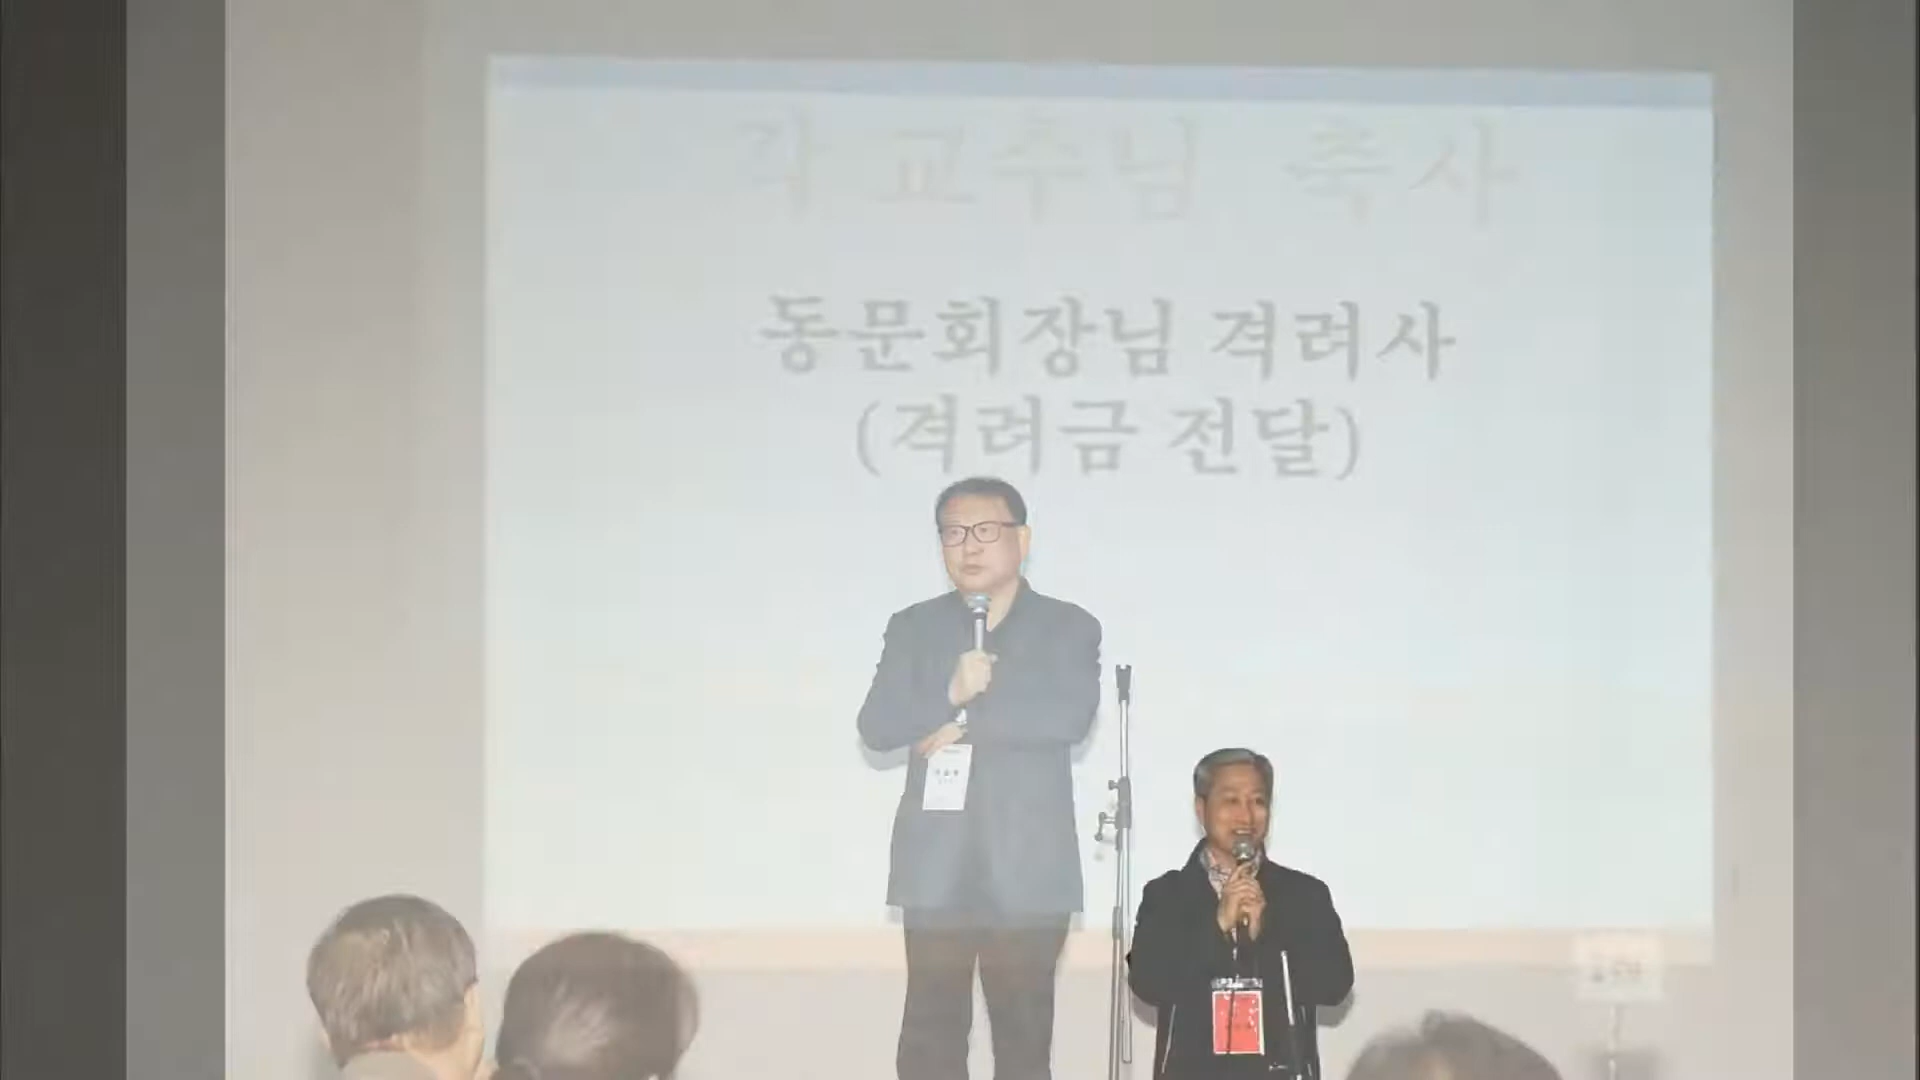 각 교수님 축사
동문회장님 격려사
(격려금 전달)